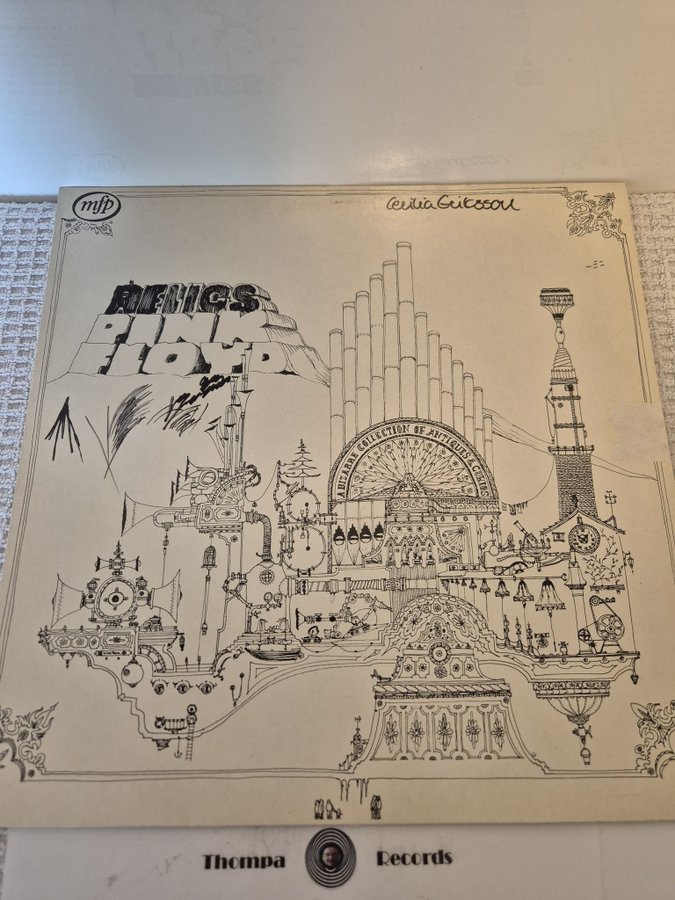 mfp
Cecilia Eriksson
RELICS
PINK
FLOYD
A BIZARRE COLLECTION OF ANTIQUES & CURIOS
Thompa Records